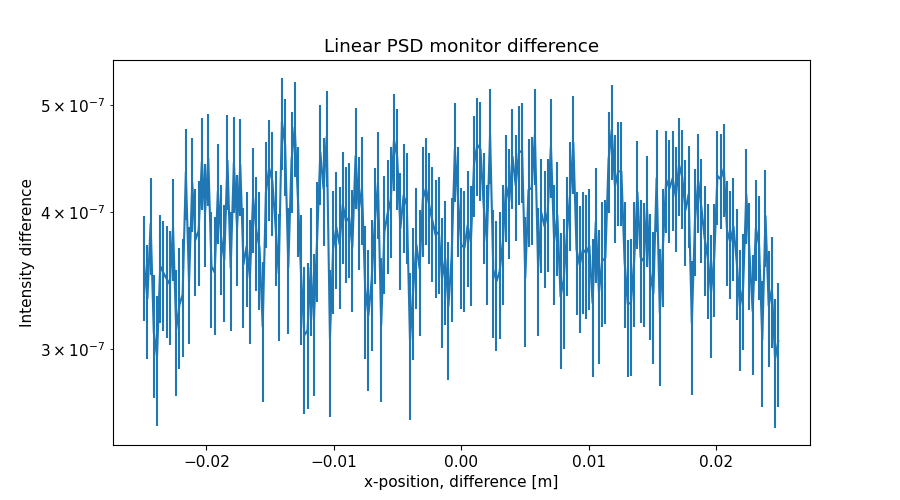 Linear PSD monitor difference
Intensity difference
5 × 10⁻⁷
4 × 10⁻⁷
3 × 10⁻⁷
−0.02 −0.01 0.00 0.01 0.02
x-position, difference [m]